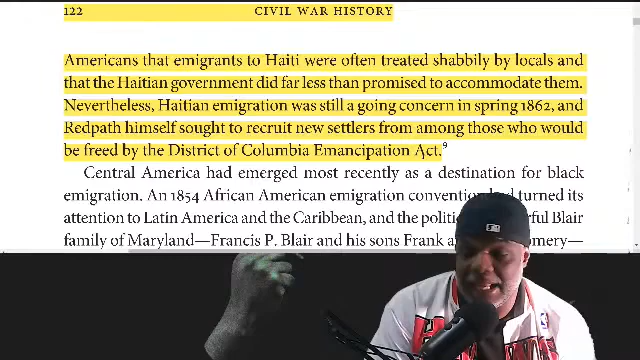 122 CIVIL WAR HISTORY
Americans that emigrants to Haiti were often treated shabbily by locals and
that the Haitian government did far less than promised to accommodate them.
Nevertheless, Haitian emigration was still a going concern in spring 1862, and
Redpath himself sought to recruit new settlers from among those who would
be freed by the District of Columbia Emancipation Act.⁹
Central America had emerged most recently as a destination for black
emigration. An 1854 African American emigration convention had turned its
attention to Latin America and the Caribbean, and the Blair
family of Maryland—Francis P. Blair and his sons Frank